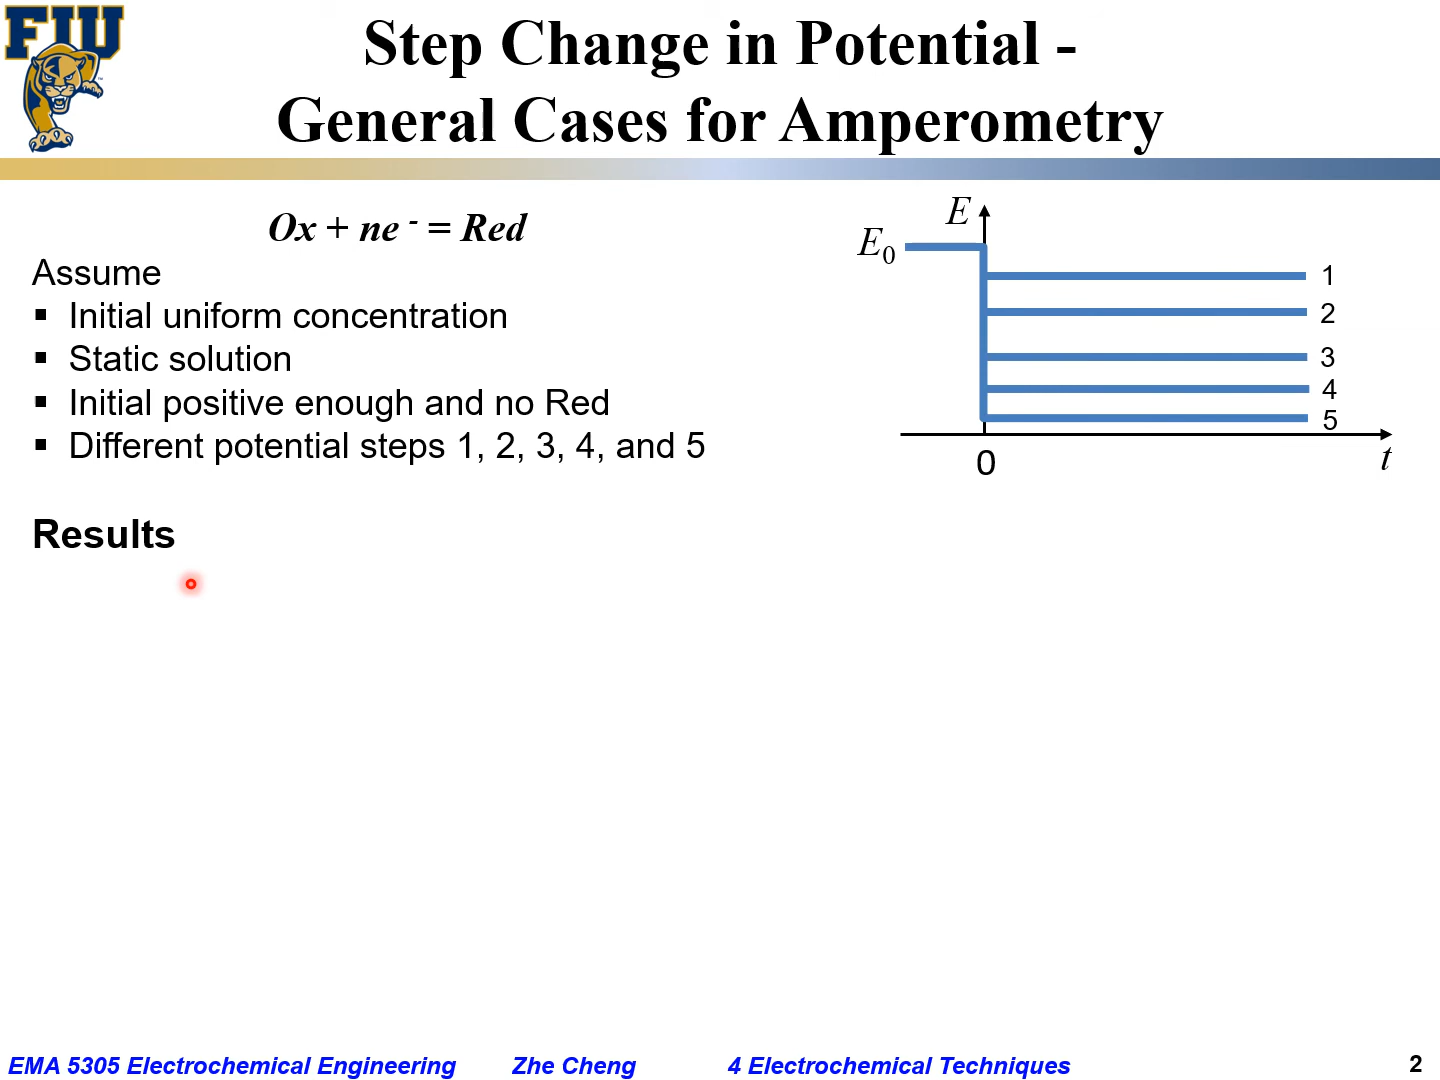 FIU
Step Change in Potential -
General Cases for Amperometry
Ox + ne - = Red
Assume
▪ Initial uniform concentration
▪ Static solution
▪ Initial positive enough and no Red
▪ Different potential steps 1, 2, 3, 4, and 5
E
E0
1
2
3
4
5
0
t
Results
EMA 5305 Electrochemical Engineering Zhe Cheng 4 Electrochemical Techniques 2